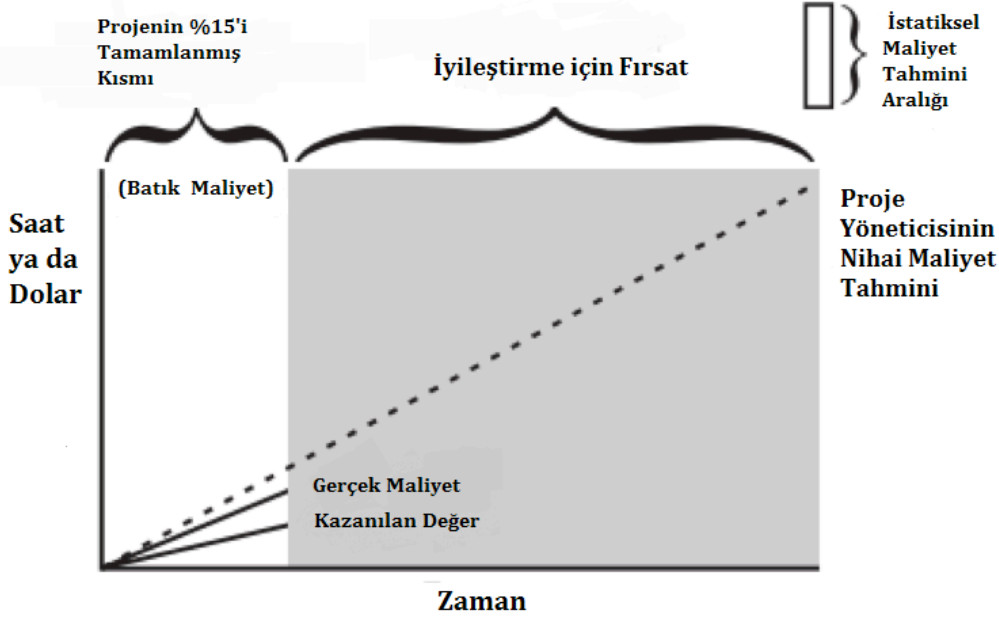 Projenin %15'i
Tamamlanmış
Kısmı
İyileştirme için Fırsat
İstatiksel
Maliyet
Tahmini
Aralığı
(Batık Maliyet)
Saat
ya da
Dolar
Proje
Yöneticisinin
Nihai Maliyet
Tahmini
Gerçek Maliyet
Kazanılan Değer
Zaman